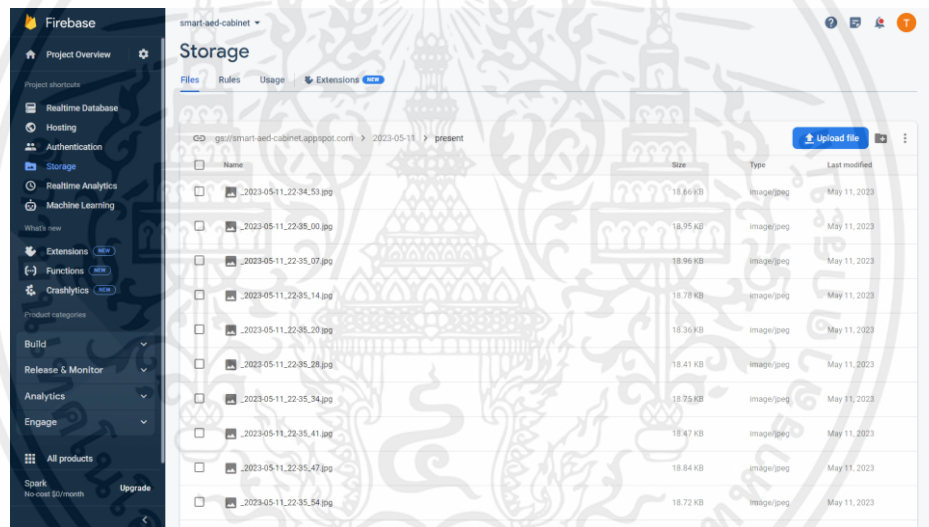 Firebase
Project Overview
Project shortcuts
Realtime Database
Hosting
Authentication
Storage
Realtime Analytics
Machine Learning
What's new
Extensions NEW
Functions NEW
Crashlytics NEW
Product categories
Build
Release & Monitor
Analytics
Engage
All products
Spark
No-cost $0/month
Upgrade
smart-aed-cabinet
T
Storage
Files Rules Usage Extensions NEW
gs://smart-aed-cabinet.appspot.com > 2023-05-11 > present
Upload file
Name Size Type Last modified
_2023-05-11_22-34_53.jpg 18.66 KB image/jpeg May 11, 2023
_2023-05-11_22-35_00.jpg 18.95 KB image/jpeg May 11, 2023
_2023-05-11_22-35_07.jpg 18.96 KB image/jpeg May 11, 2023
_2023-05-11_22-35_14.jpg 18.78 KB image/jpeg May 11, 2023
_2023-05-11_22-35_20.jpg 18.36 KB image/jpeg May 11, 2023
_2023-05-11_22-35_28.jpg 18.41 KB image/jpeg May 11, 2023
_2023-05-11_22-35_34.jpg 18.75 KB image/jpeg May 11, 2023
_2023-05-11_22-35_41.jpg 18.47 KB image/jpeg May 11, 2023
_2023-05-11_22-35_47.jpg 18.84 KB image/jpeg May 11, 2023
_2023-05-11_22-35_54.jpg 18.72 KB image/jpeg May 11, 2023